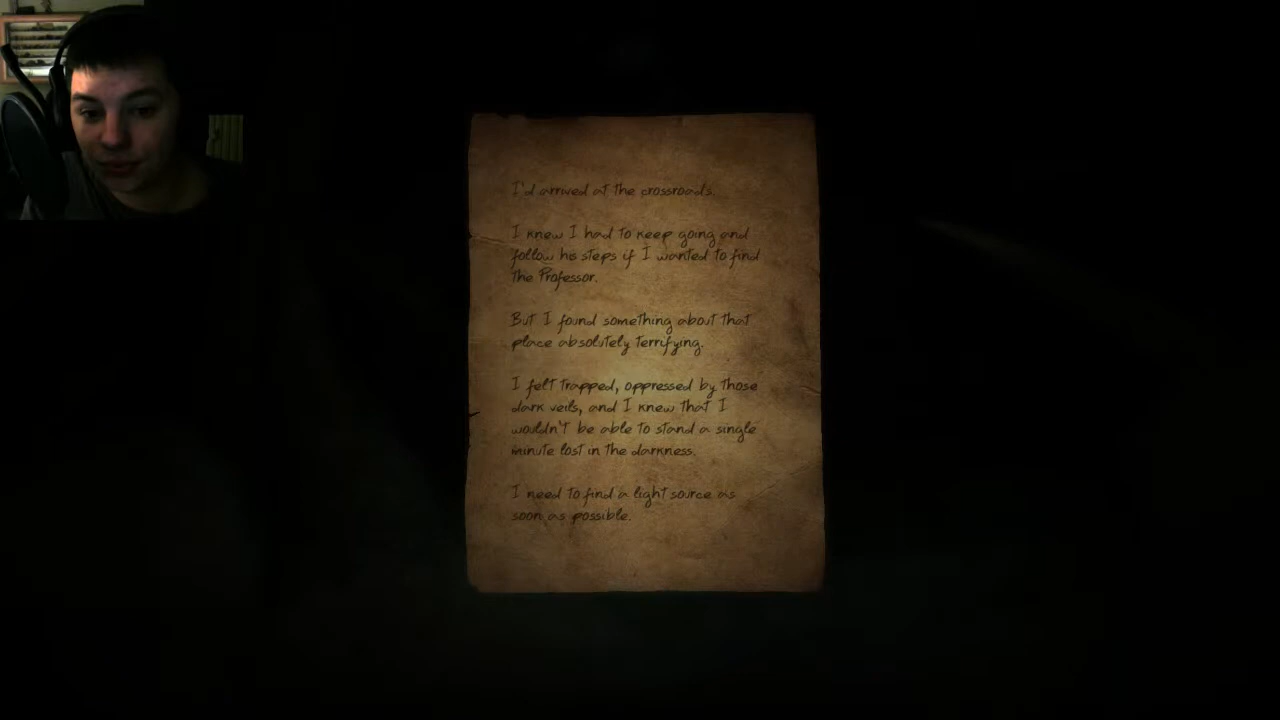 I'd arrived at the crossroads.
I knew I had to keep going and
follow his steps if I wanted to find
the Professor.
But I found something about that
place absolutely terrifying.
I felt trapped, oppressed by those
dark veils, and I knew that I
wouldn't be able to stand a single
minute lost in the darkness.
I need to find a light source as
soon as possible.